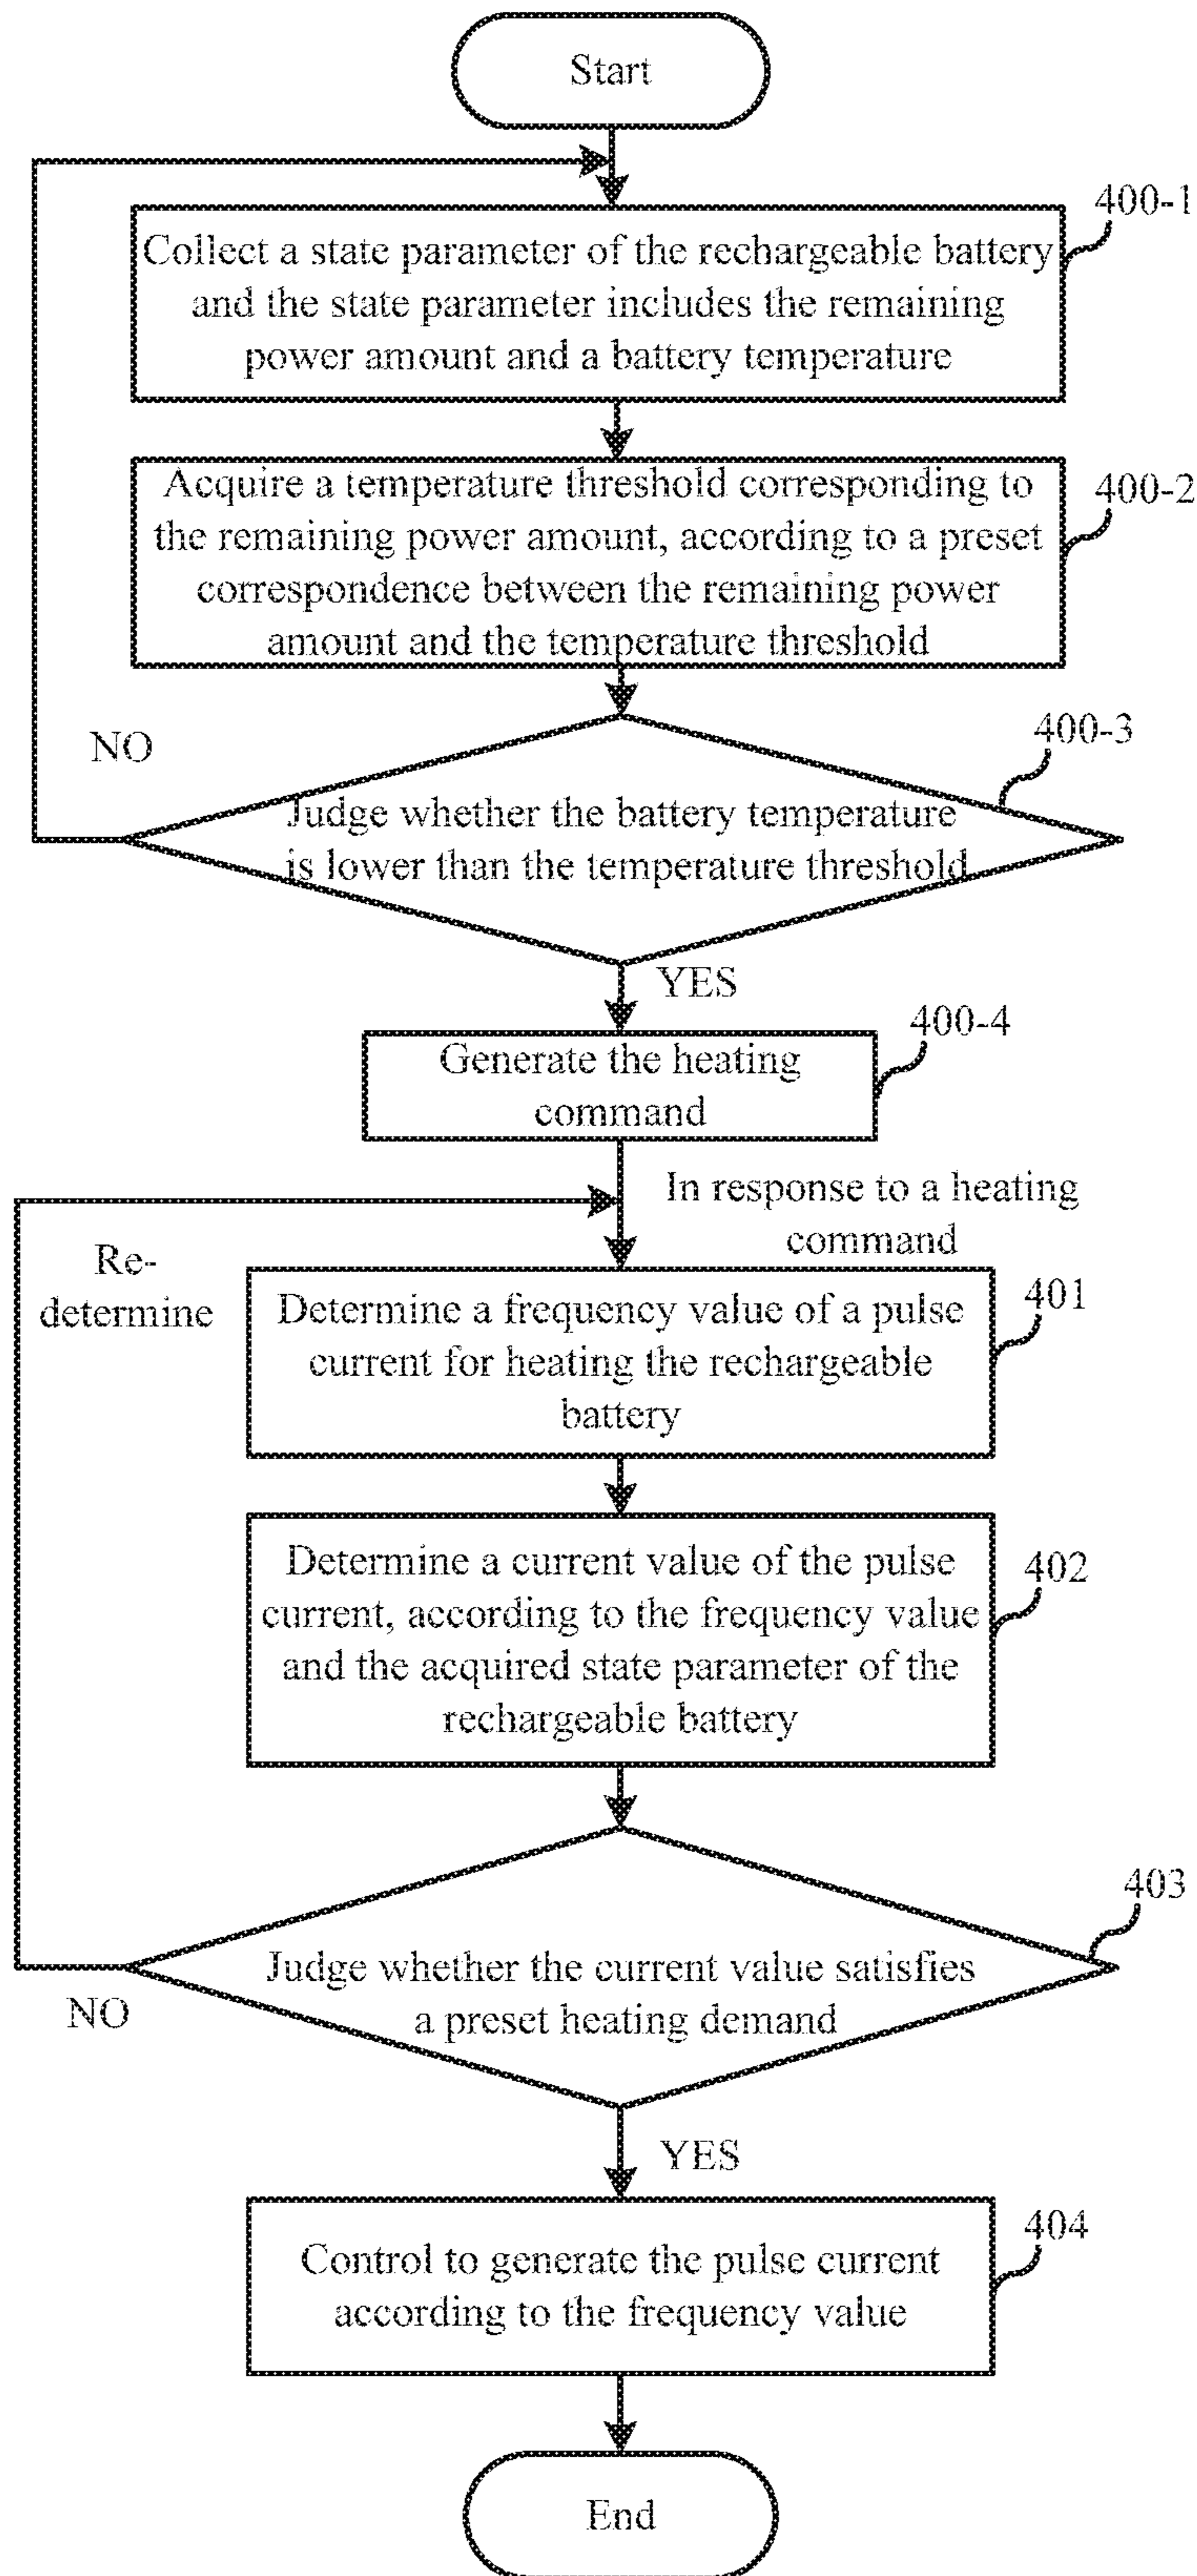 Start
400-1
Collect a state parameter of the rechargeable battery
and the state parameter includes the remaining
power amount and a battery temperature
400-2
Acquire a temperature threshold corresponding to
the remaining power amount, according to a preset
correspondence between the remaining power
amount and the temperature threshold
400-3
NO
Judge whether the battery temperature
is lower than the temperature threshold
YES
400-4
Generate the heating
command
In response to a heating
command
Re-
determine
401
Determine a frequency value of a pulse
current for heating the rechargeable
battery
402
Determine a current value of the pulse
current, according to the frequency value
and the acquired state parameter of the
rechargeable battery
403
Judge whether the current value satisfies
a preset heating demand
NO
YES
404
Control to generate the pulse current
according to the frequency value
End